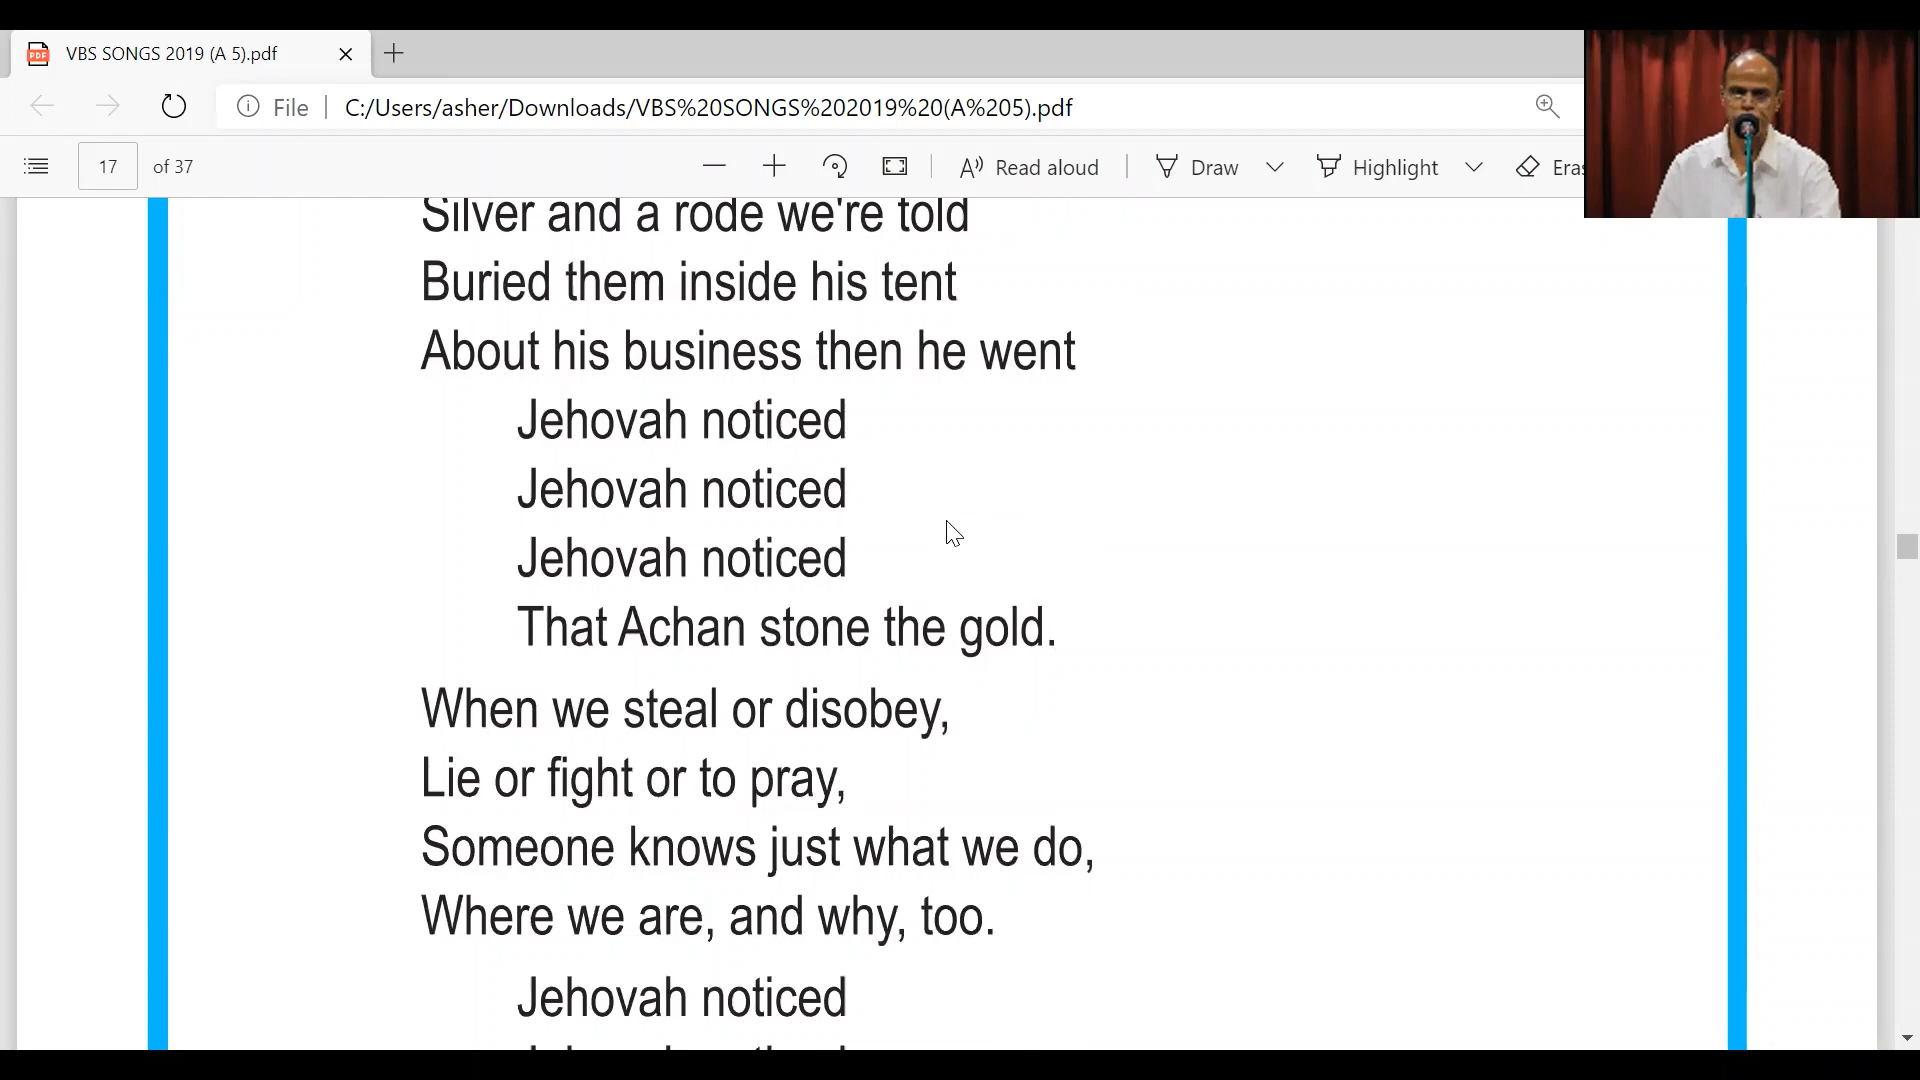 VBS SONGS 2019 (A 5).pdf
File C:/Users/asher/Downloads/VBS%20SONGS%202019%20(A%205).pdf
17 of 37 Read aloud Draw Highlight Eras
Silver and a rode we're told
Buried them inside his tent
About his business then he went
Jehovah noticed
Jehovah noticed
Jehovah noticed
That Achan stone the gold.
When we steal or disobey,
Lie or fight or to pray,
Someone knows just what we do,
Where we are, and why, too.
Jehovah noticed